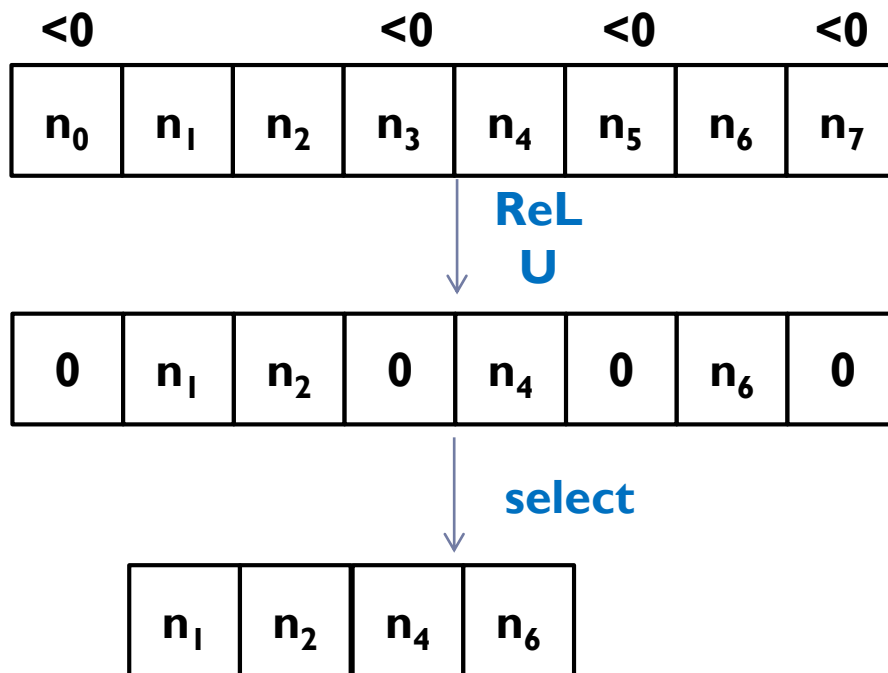 <0 <0 <0 <0
n₀ n₁ n₂ n₃ n₄ n₅ n₆ n₇
ReL
U
0 n₁ n₂ 0 n₄ 0 n₆ 0
select
n₁ n₂ n₄ n₆